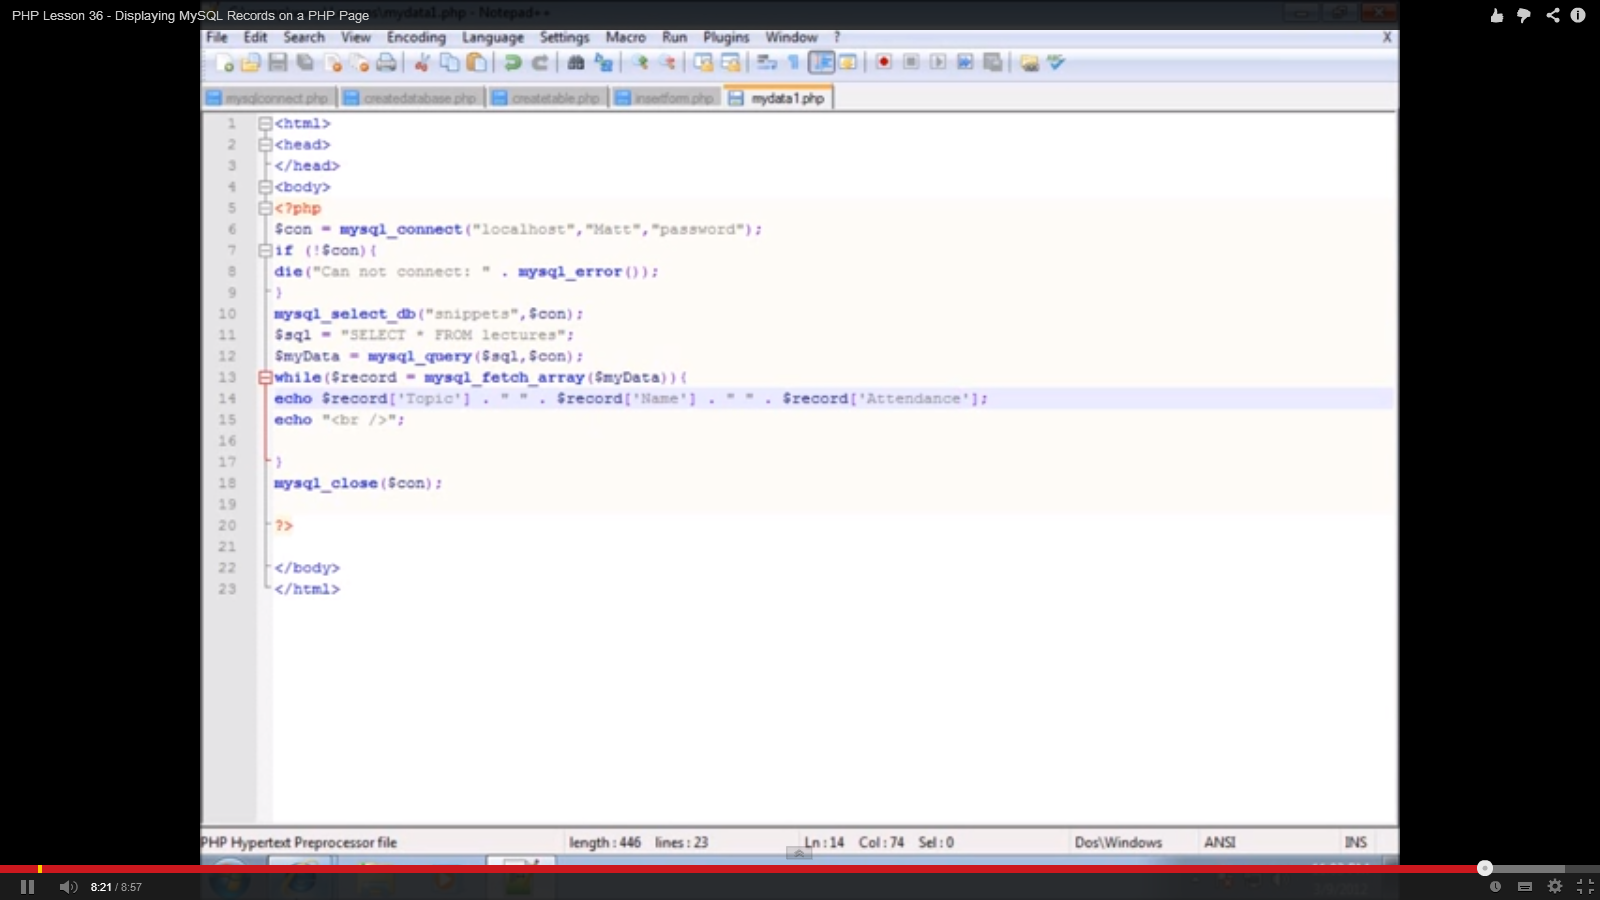 PHP Lesson 36 - Displaying MySQL Records on a PHP Page
\mydata1.php - Notepad++
File Edit Search View Encoding Language Settings Macro Run Plugins Window ? X
mysqlconnect.php createdatabase.php createtable.php insertform.php mydata1.php
1 <html>
2 <head>
3 </head>
4 <body>
5 <?php
6 $con = mysql_connect("localhost","Matt","password");
7 if (!$con){
8 die("Can not connect: " . mysql_error());
9 }
10 mysql_select_db("snippets",$con);
11 $sql = "SELECT * FROM lectures";
12 $myData = mysql_query($sql,$con);
13 while($record = mysql_fetch_array($myData)){
14 echo $record['Topic'] . " " . $record['Name'] . " " . $record['Attendance'];
15 echo "<br />";
16
17 }
18 mysql_close($con);
19
20 ?>
21
22 </body>
23 </html>
PHP Hypertext Preprocessor file length : 446 lines : 23 Ln : 14 Col : 74 Sel : 0 Dos\Windows ANSI INS
8:21 / 8:57